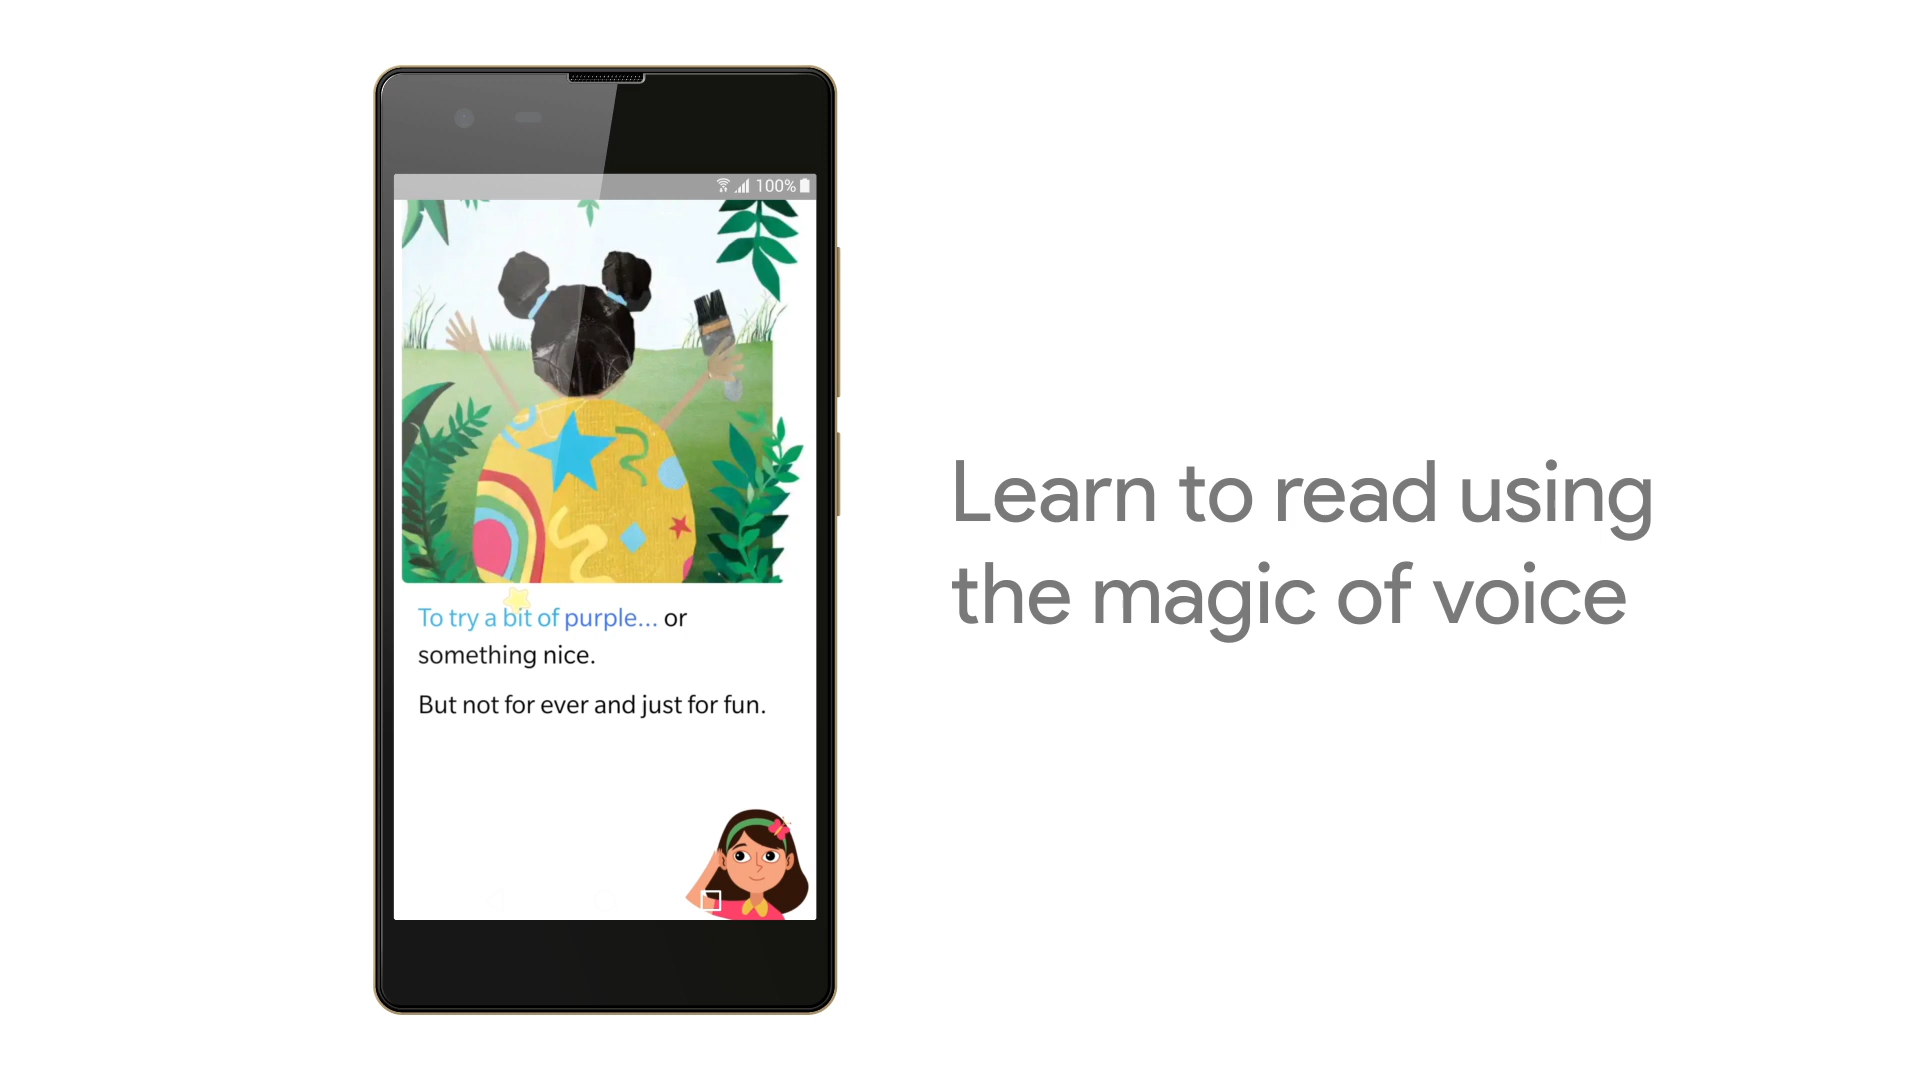 100%
To try a bit of purple... or
something nice.
But not for ever and just for fun.
Learn to read using
the magic of voice